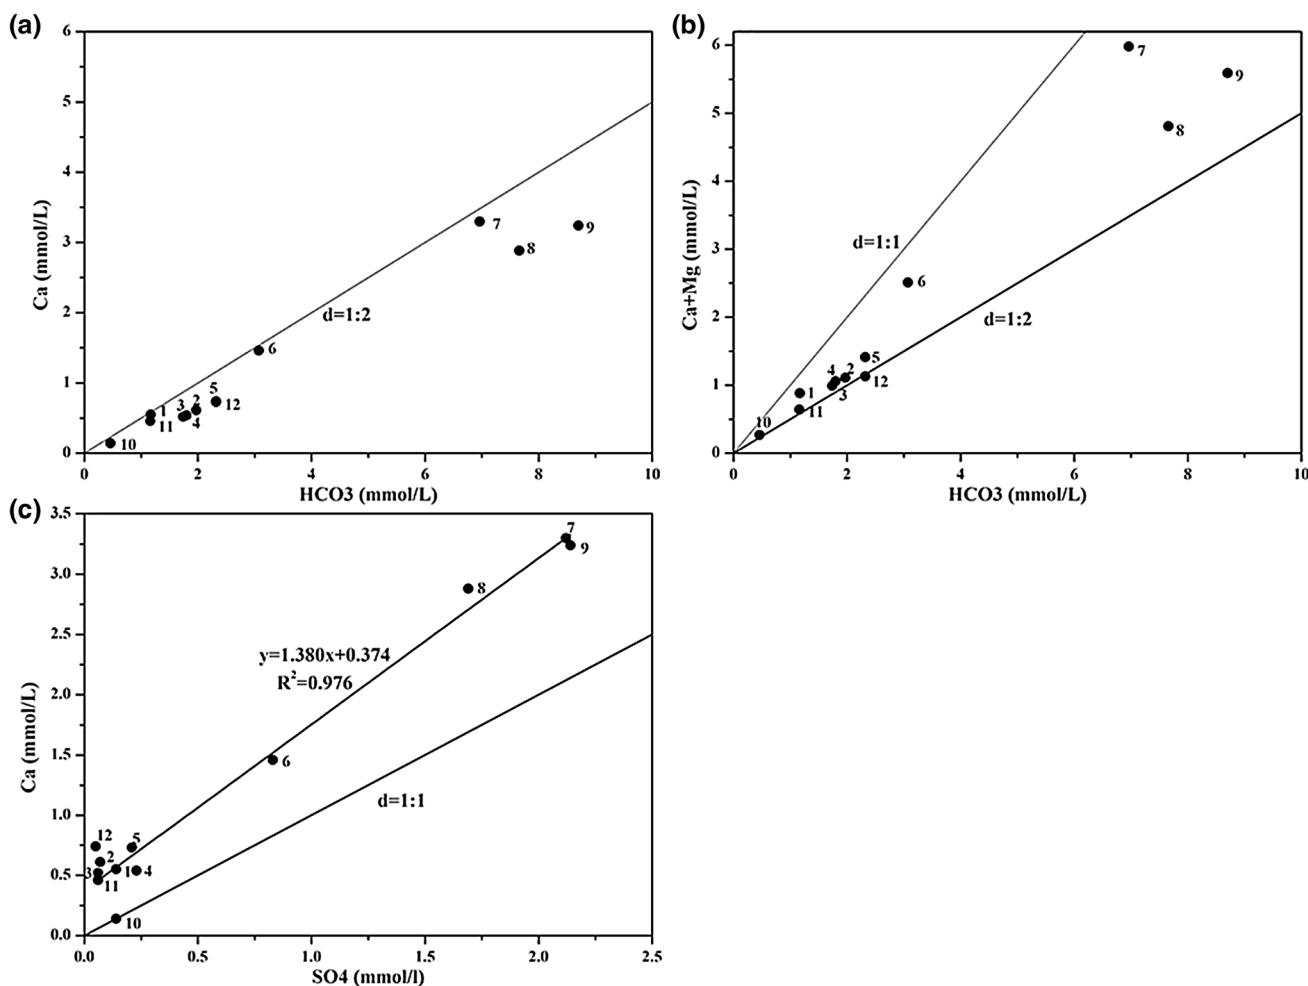 (a)
6
5
4
3
2
1
0
Ca (mmol/L)
0 2 4 6 8 10
HCO3 (mmol/L)
d=1:2
7
8
9
6
5
3 2
1 12
11 4
10
(b)
6
5
4
3
2
1
0
Ca+Mg (mmol/L)
0 2 4 6 8 10
HCO3 (mmol/L)
d=1:1
d=1:2
7
9
8
6
5
4 2
12
1 3
11
10
(c)
3.5
3.0
2.5
2.0
1.5
1.0
0.5
0.0
Ca (mmol/L)
0.0 0.5 1.0 1.5 2.0 2.5
SO4 (mmol/l)
y=1.380x+0.374
R²=0.976
d=1:1
7
9
8
6
12 5
2
3 1 4
11
10